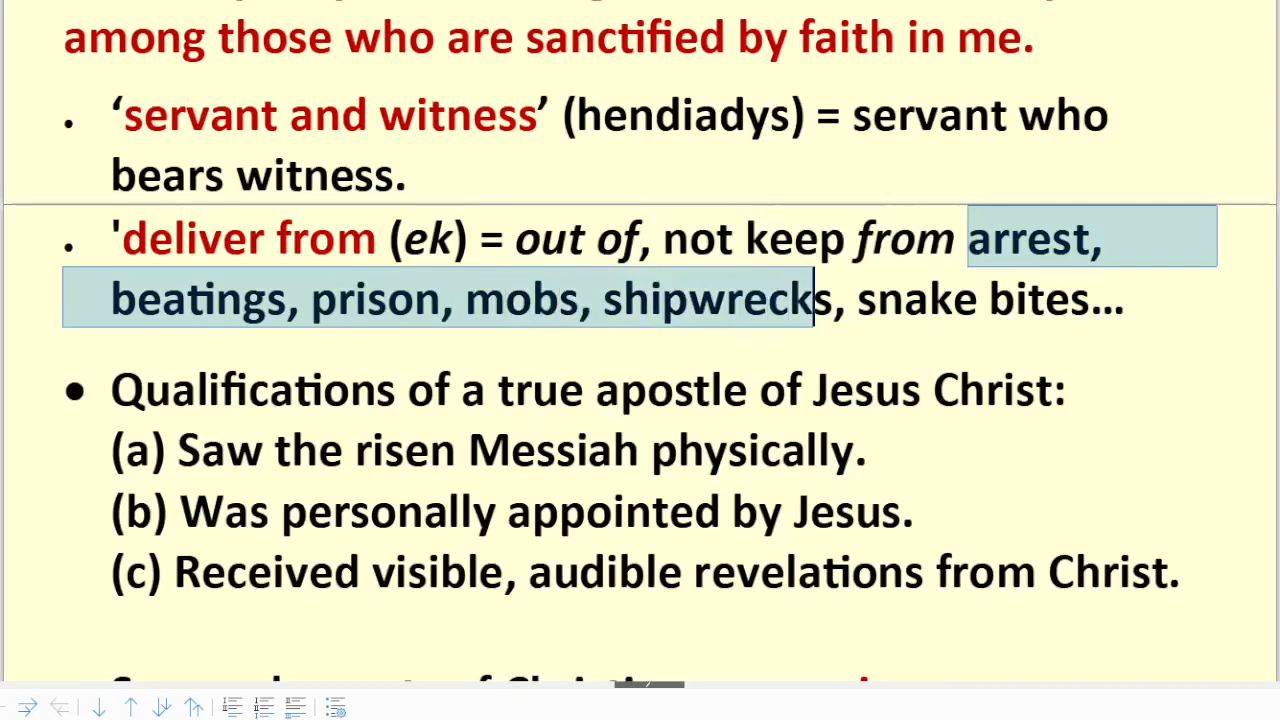 among those who are sanctified by faith in me.
. ‘servant and witness’ (hendiadys) = servant who
bears witness.
. 'deliver from (ek) = out of, not keep from arrest,
beatings, prison, mobs, shipwrecks, snake bites…
• Qualifications of a true apostle of Jesus Christ:
(a) Saw the risen Messiah physically.
(b) Was personally appointed by Jesus.
(c) Received visible, audible revelations from Christ.